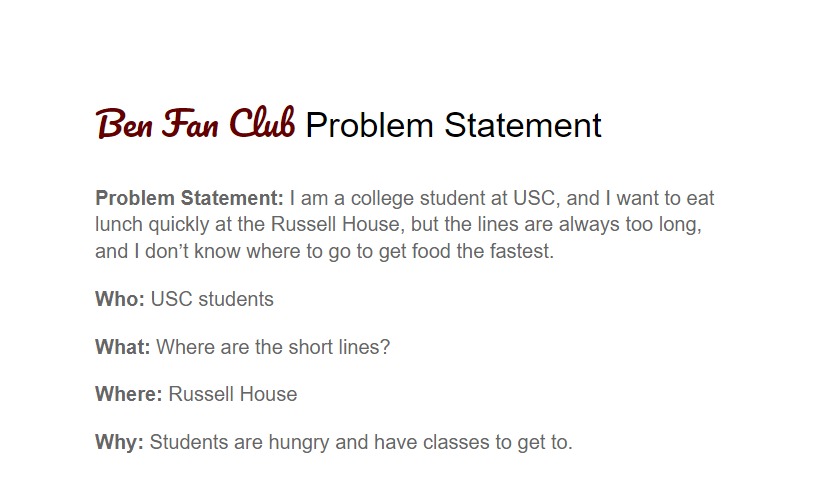 Ben Fan Club Problem Statement
Problem Statement: I am a college student at USC, and I want to eat
lunch quickly at the Russell House, but the lines are always too long,
and I don’t know where to go to get food the fastest.
Who: USC students
What: Where are the short lines?
Where: Russell House
Why: Students are hungry and have classes to get to.